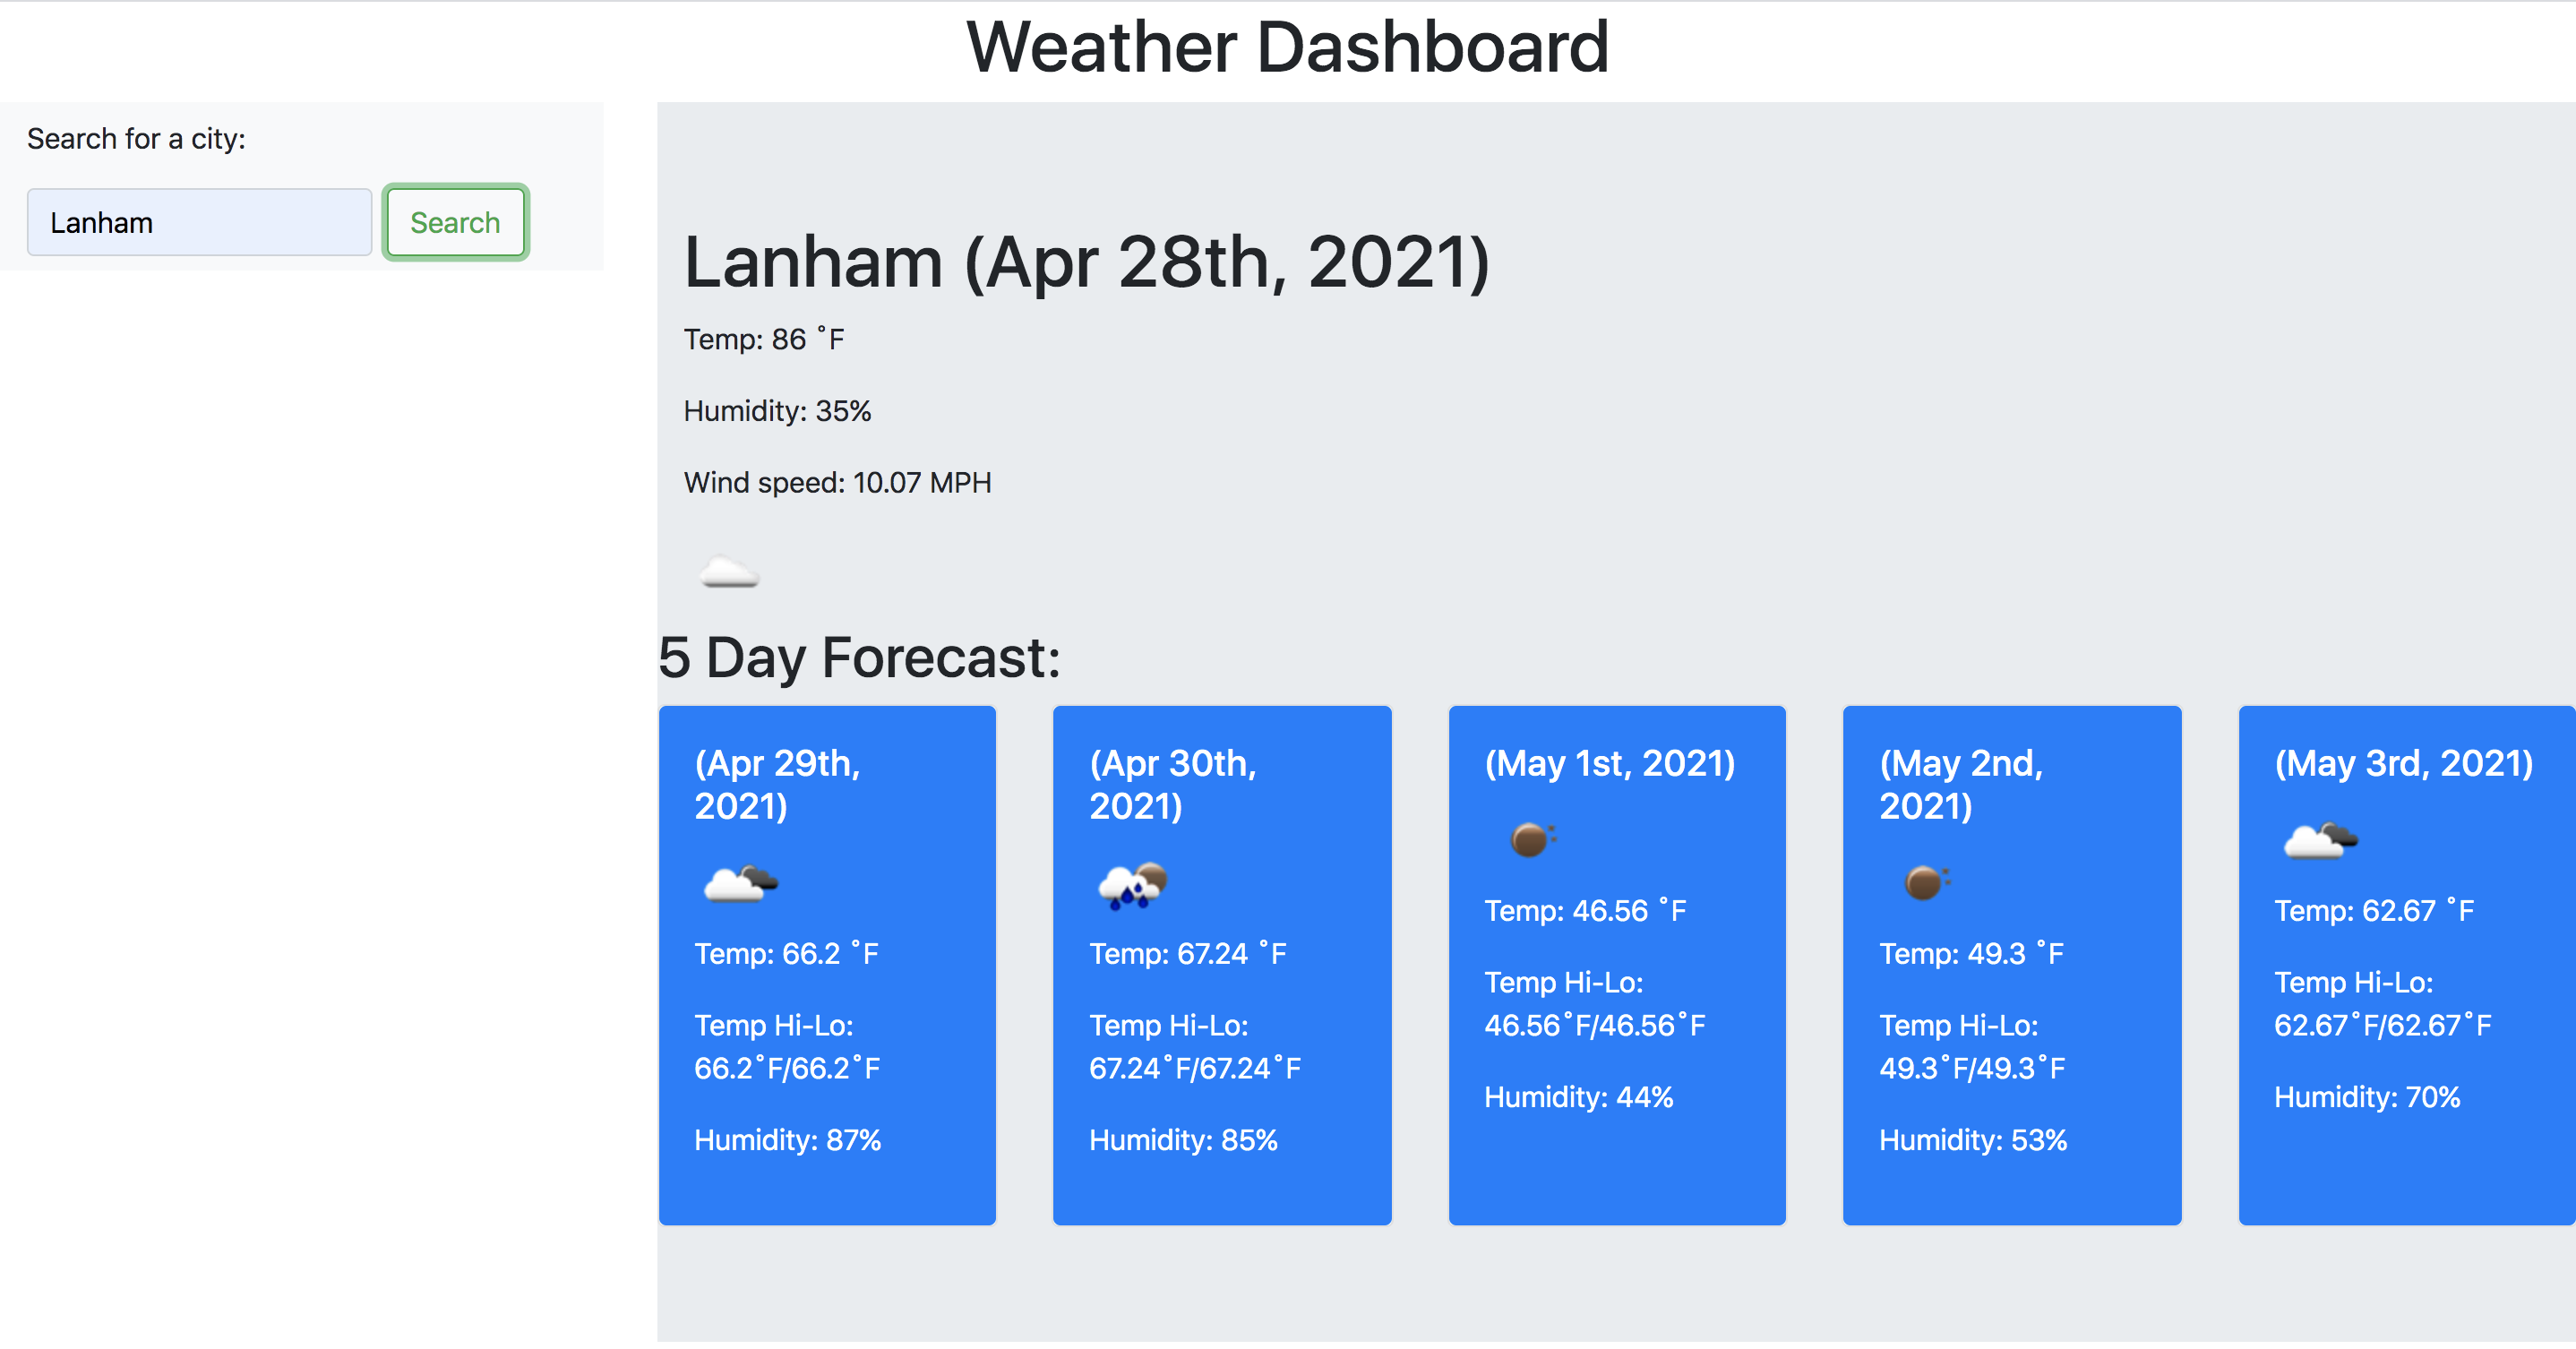 Weather Dashboard
Search for a city:
Lanham
Search
Lanham (Apr 28th, 2021)
Temp: 86 ˚F
Humidity: 35%
Wind speed: 10.07 MPH
5 Day Forecast:
(Apr 29th,
2021)
Temp: 66.2 ˚F
Temp Hi-Lo:
66.2˚F/66.2˚F
Humidity: 87%
(Apr 30th,
2021)
Temp: 67.24 ˚F
Temp Hi-Lo:
67.24˚F/67.24˚F
Humidity: 85%
(May 1st, 2021)
Temp: 46.56 ˚F
Temp Hi-Lo:
46.56˚F/46.56˚F
Humidity: 44%
(May 2nd,
2021)
Temp: 49.3 ˚F
Temp Hi-Lo:
49.3˚F/49.3˚F
Humidity: 53%
(May 3rd, 2021)
Temp: 62.67 ˚F
Temp Hi-Lo:
62.67˚F/62.67˚F
Humidity: 70%